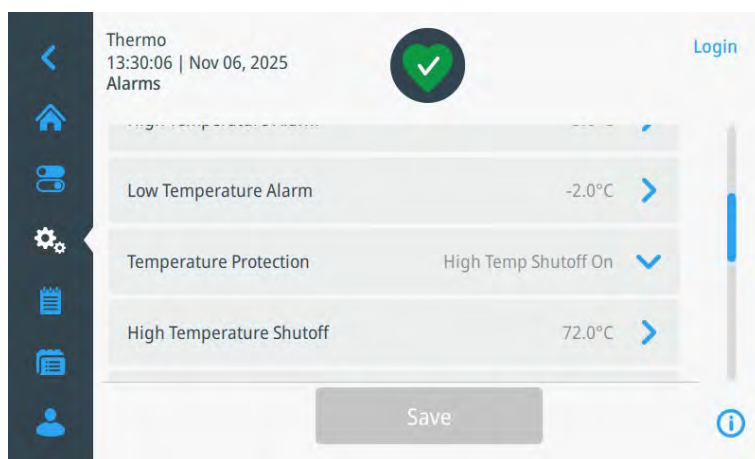 Thermo
13:30:06 | Nov 06, 2025
Alarms
Login
Low Temperature Alarm -2.0°C
Temperature Protection High Temp Shutoff On
High Temperature Shutoff 72.0°C
Save